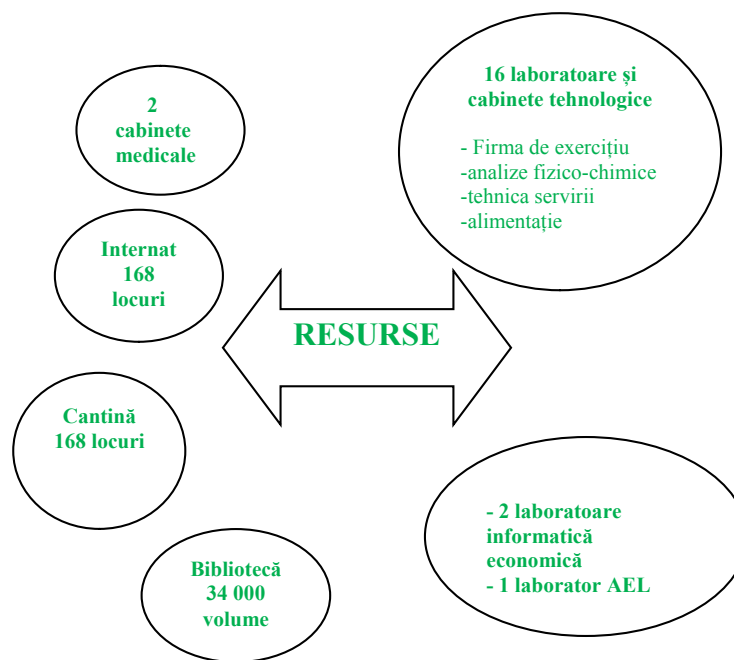 2
cabinete
medicale
Internat
168
locuri
Cantină
168 locuri
Bibliotecă
34 000
volume
RESURSE
16 laboratoare și
cabinete tehnologice
- Firma de exercițiu
-analize fizico-chimice
-tehnica servirii
-alimentație
- 2 laboratoare
informatică
economică
- 1 laborator AEL